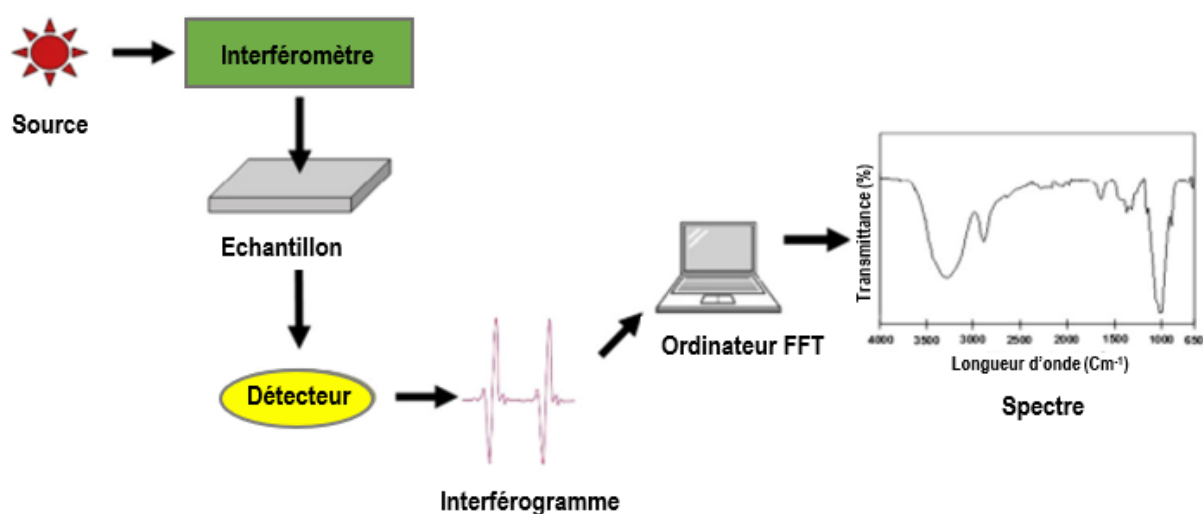 Source
Interféromètre
Echantillon
Détecteur
Interférogramme
Ordinateur FFT
Transmittance (%)
4000 3500 3000 2500 2000 1500 1000 650
Longueur d'onde (Cm⁻¹)
Spectre